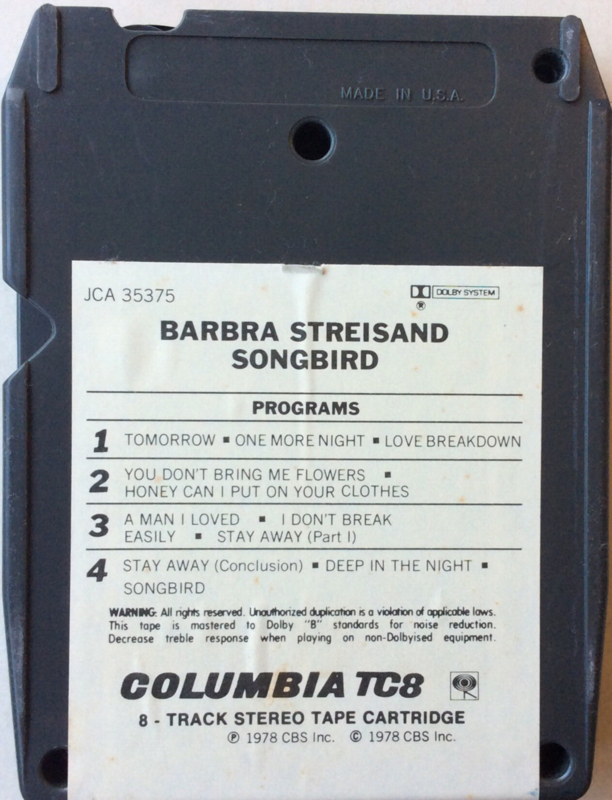 MADE IN U.S.A.
JCA 35375
DOLBY SYSTEM
®
BARBRA STREISAND
SONGBIRD
PROGRAMS
1 TOMORROW ▪ ONE MORE NIGHT ▪ LOVE BREAKDOWN
2 YOU DON'T BRING ME FLOWERS ▪
HONEY CAN I PUT ON YOUR CLOTHES
3 A MAN I LOVED ▪ I DON'T BREAK
EASILY ▪ STAY AWAY (Part I)
4 STAY AWAY (Conclusion) ▪ DEEP IN THE NIGHT ▪
SONGBIRD
WARNING: All rights reserved. Unauthorized duplication is a violation of applicable laws.
This tape is mastered to Dolby "B" standards for noise reduction.
Decrease treble response when playing on non-Dolbyised equipment.
COLUMBIA TC8
8 - TRACK STEREO TAPE CARTRIDGE
℗ 1978 CBS Inc. © 1978 CBS Inc.